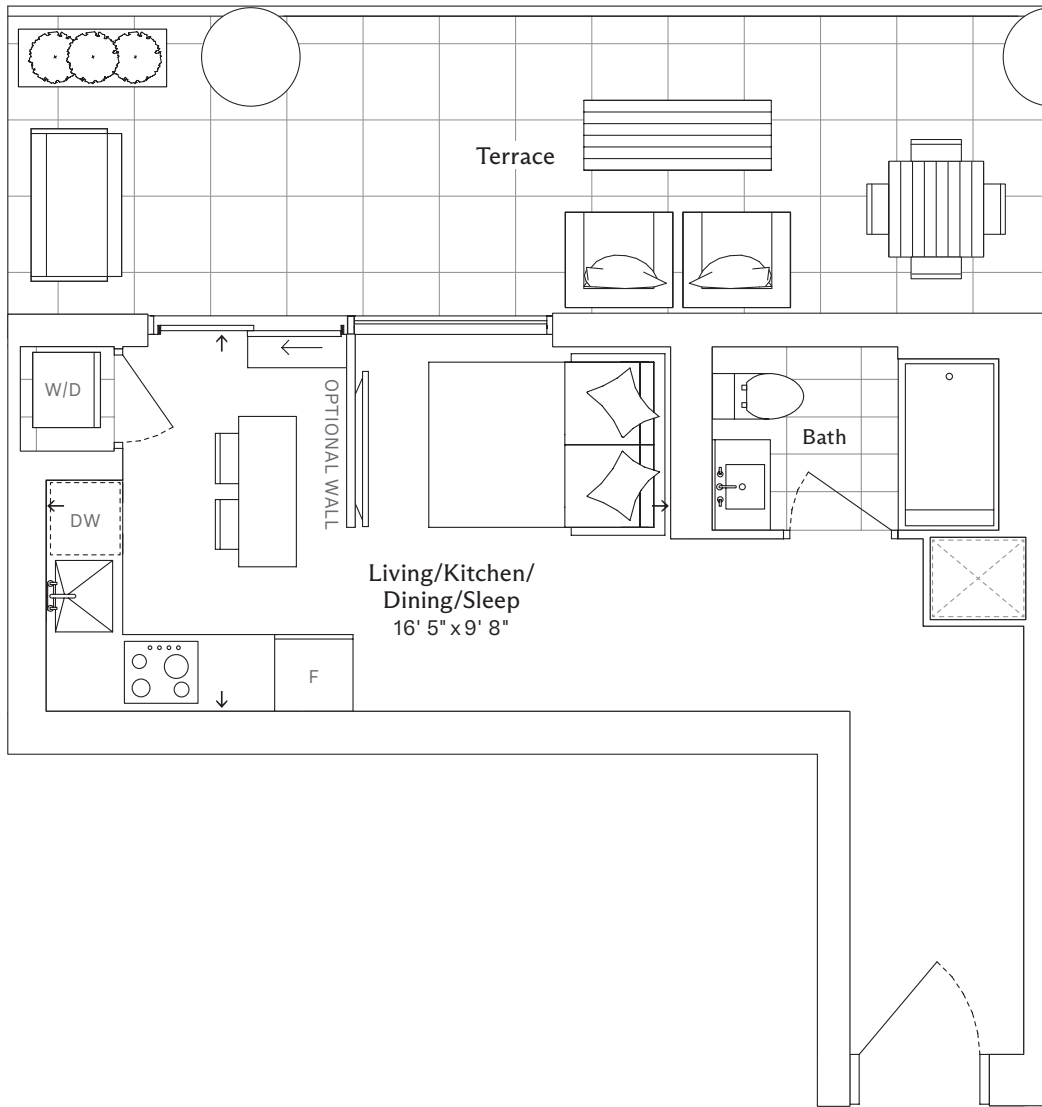 Terrace
W/D
OPTIONAL WALL
Bath
DW
Living/Kitchen/
Dining/Sleep
16' 5" x 9' 8"
F